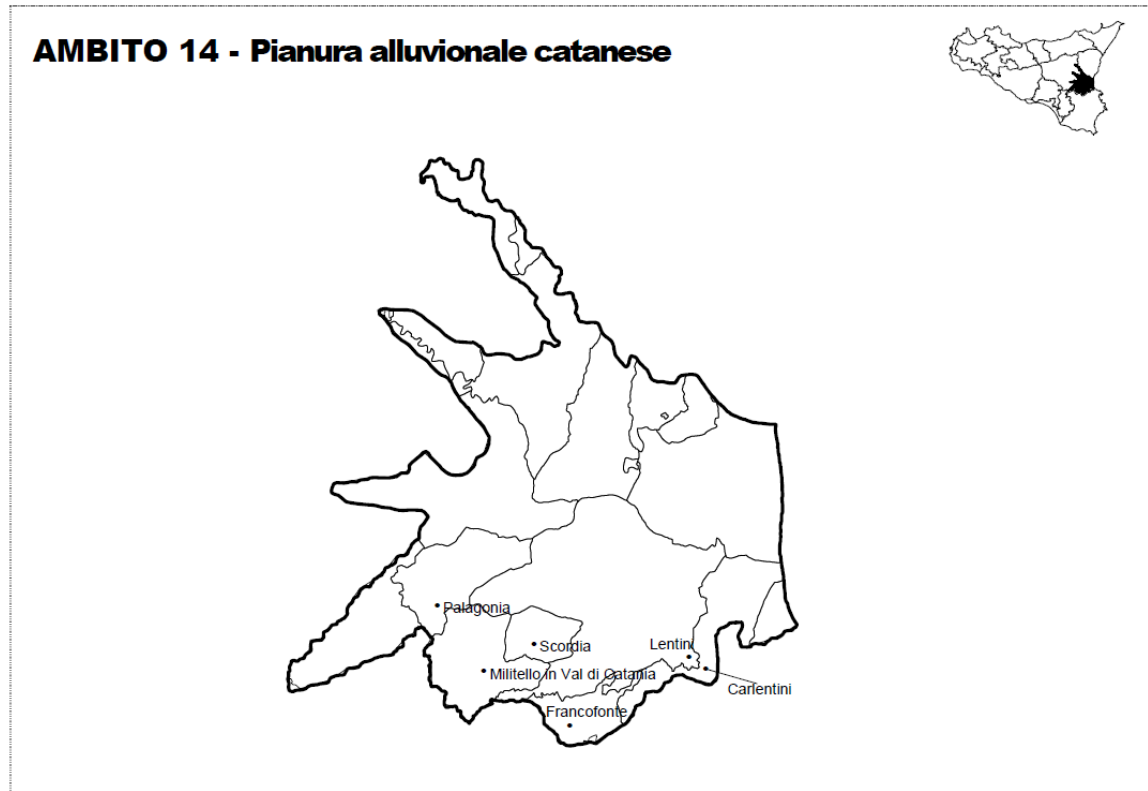 AMBITO 14 - Pianura alluvionale catanese
Palagonia
Scordia
Lentini
Militello in Val di Catania
Carlentini
Francofonte